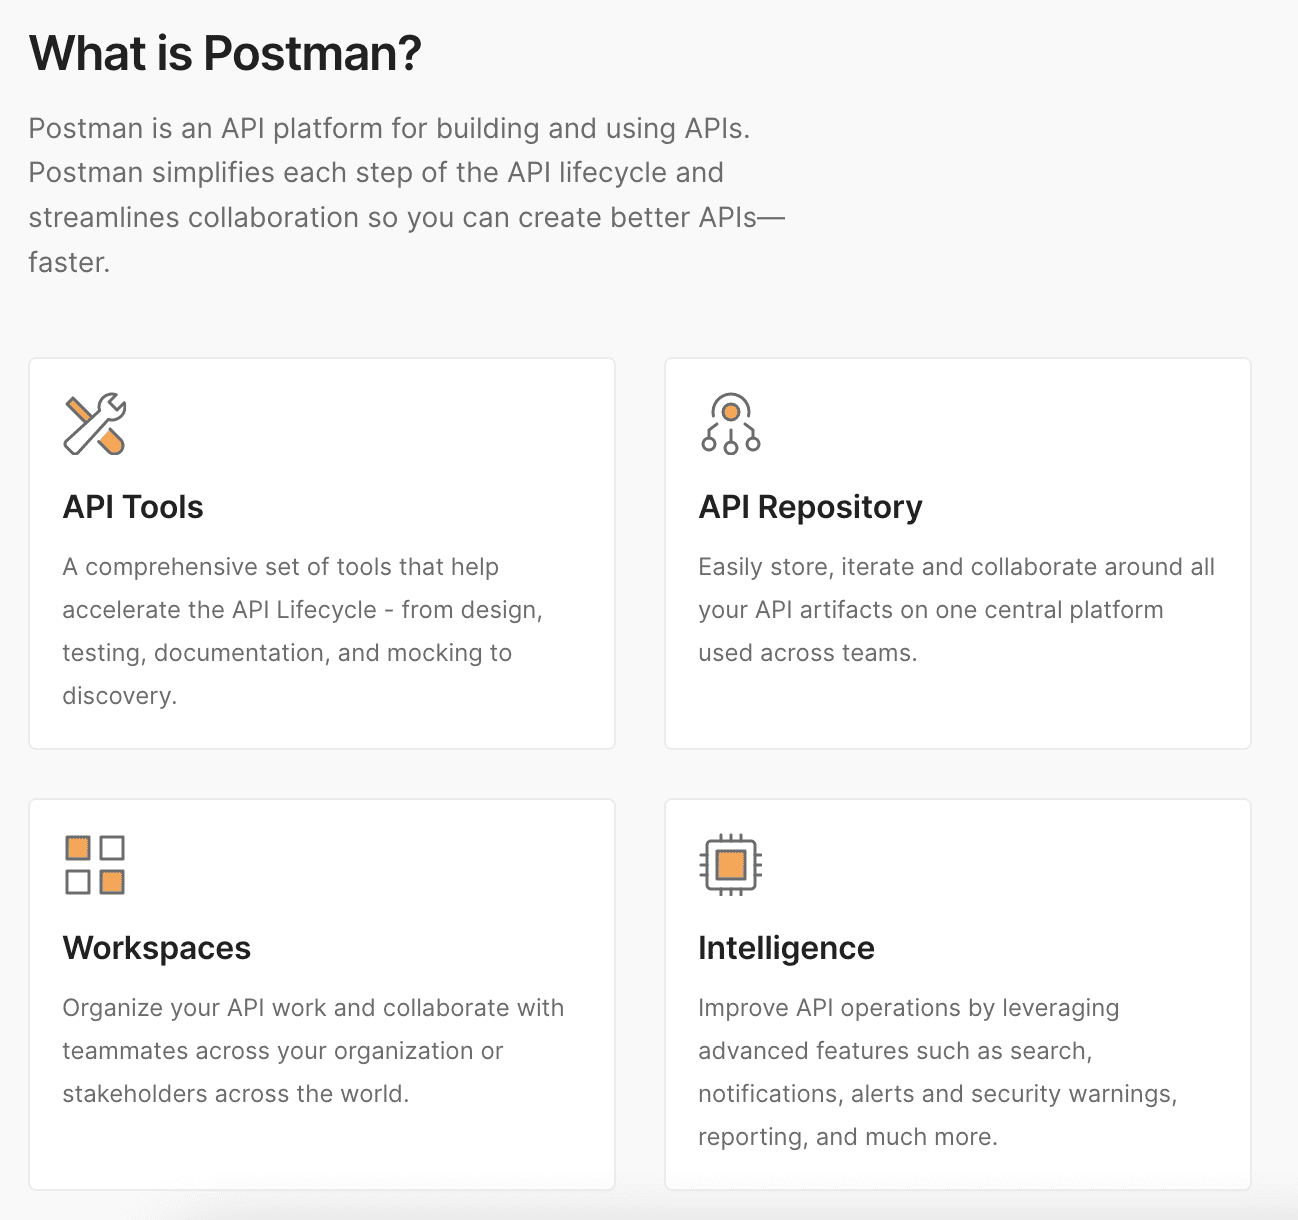 What is Postman?
Postman is an API platform for building and using APIs.
Postman simplifies each step of the API lifecycle and
streamlines collaboration so you can create better APIs—
faster.
API Tools
A comprehensive set of tools that help
accelerate the API Lifecycle - from design,
testing, documentation, and mocking to
discovery.
API Repository
Easily store, iterate and collaborate around all
your API artifacts on one central platform
used across teams.
Workspaces
Organize your API work and collaborate with
teammates across your organization or
stakeholders across the world.
Intelligence
Improve API operations by leveraging
advanced features such as search,
notifications, alerts and security warnings,
reporting, and much more.